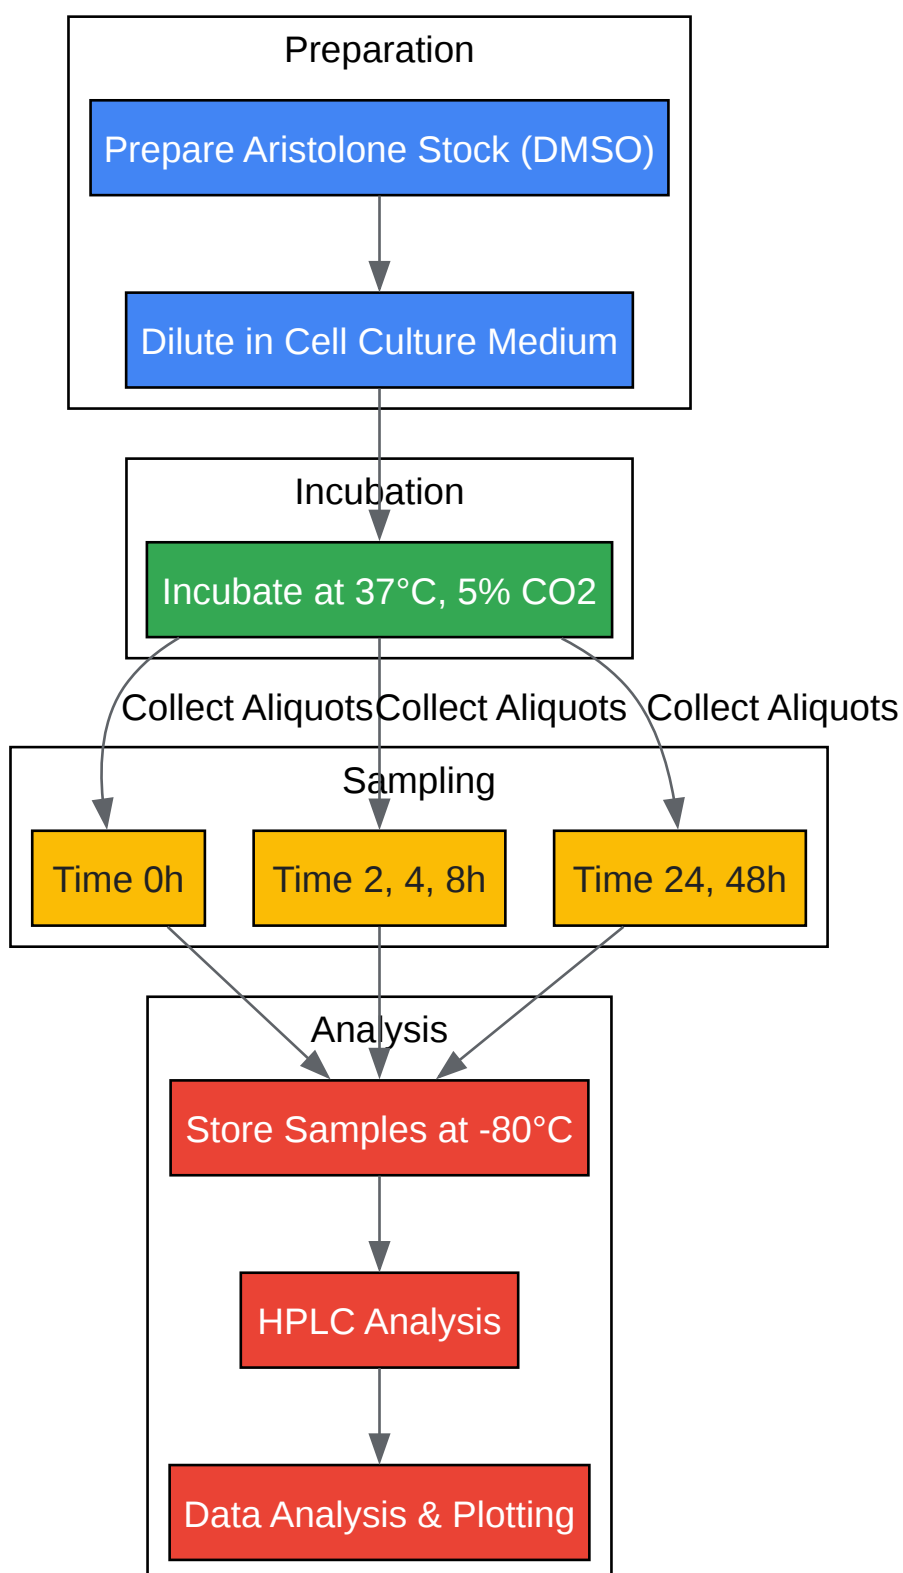 Preparation
Prepare Aristolone Stock (DMSO)
Dilute in Cell Culture Medium
Incubation
Incubate at 37°C, 5% CO2
Collect Aliquots
Collect Aliquots
Collect Aliquots
Sampling
Time 0h
Time 2, 4, 8h
Time 24, 48h
Analysis
Store Samples at -80°C
HPLC Analysis
Data Analysis & Plotting